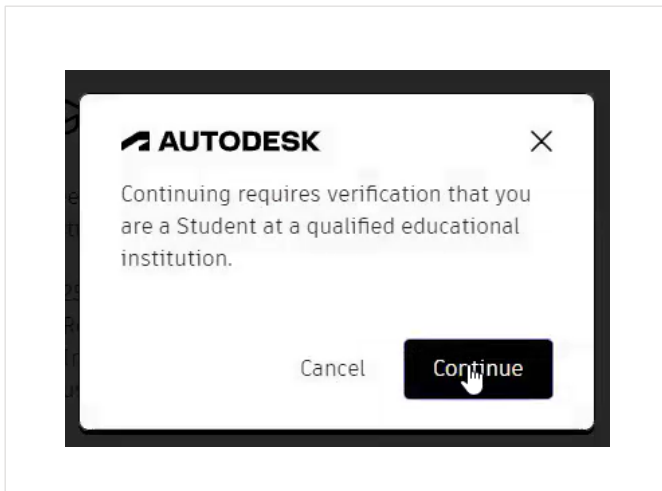 AUTODESK
Continuing requires verification that you
are a Student at a qualified educational
institution.
Cancel
Continue